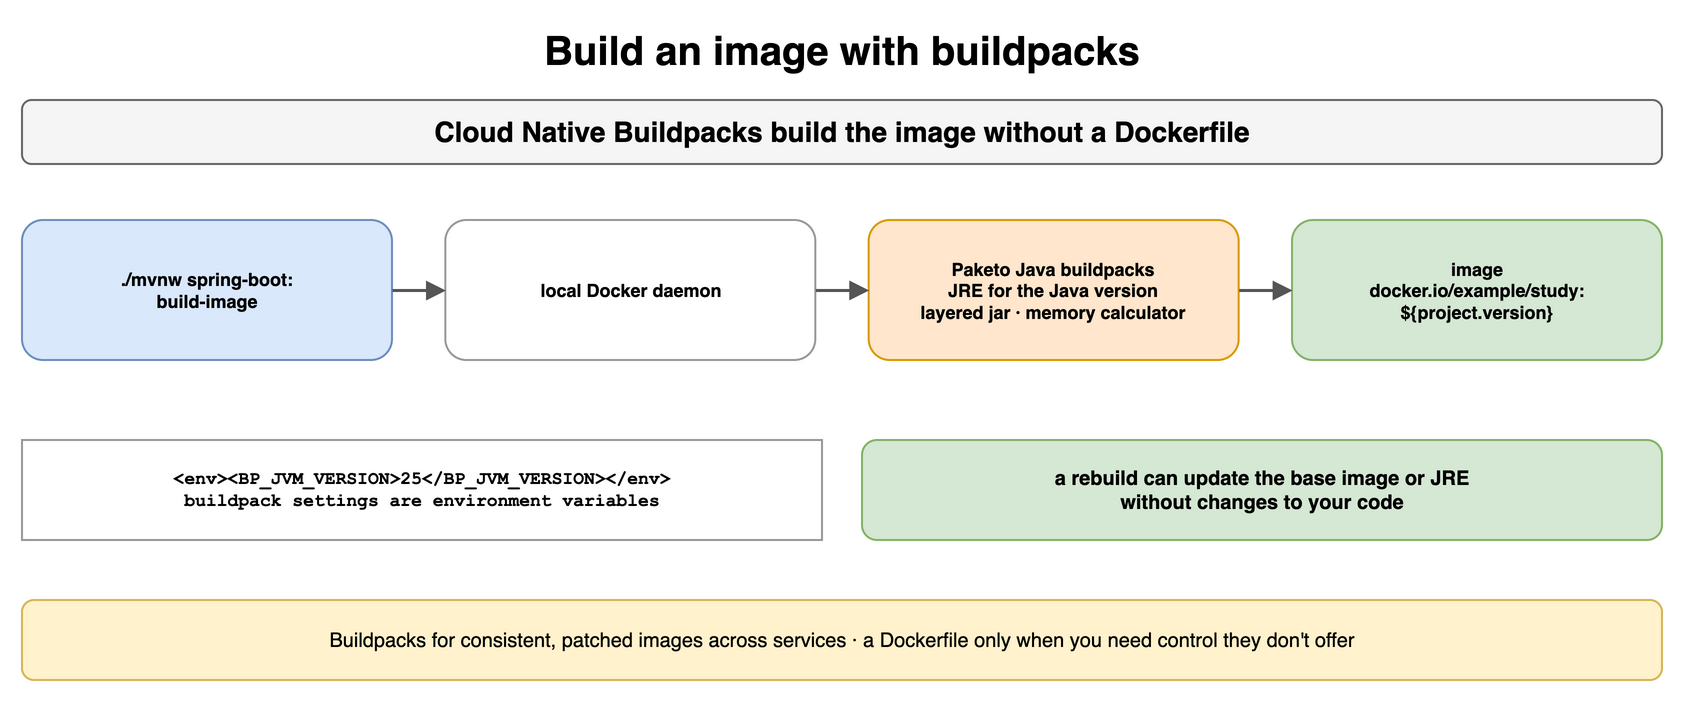 Build an image with buildpacks
Cloud Native Buildpacks build the image without a Dockerfile
./mvnw spring-boot:
build-image
local Docker daemon
Paketo Java buildpacks
JRE for the Java version
layered jar · memory calculator
image
docker.io/example/study:
${project.version}
<env><BP_JVM_VERSION>25</BP_JVM_VERSION></env>
buildpack settings are environment variables
a rebuild can update the base image or JRE
without changes to your code
Buildpacks for consistent, patched images across services · a Dockerfile only when you need control they don't offer